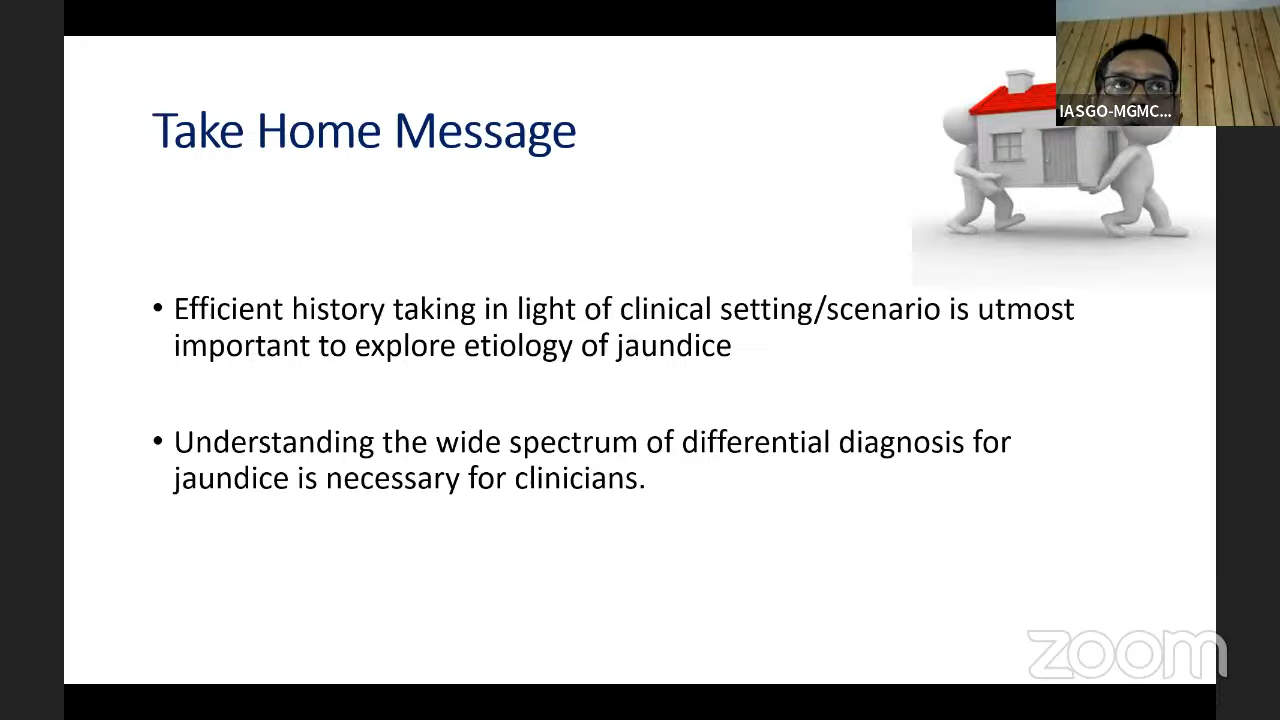 IASGO-MGMC...
Take Home Message
• Efficient history taking in light of clinical setting/scenario is utmost
important to explore etiology of jaundice
• Understanding the wide spectrum of differential diagnosis for
jaundice is necessary for clinicians.
zoom